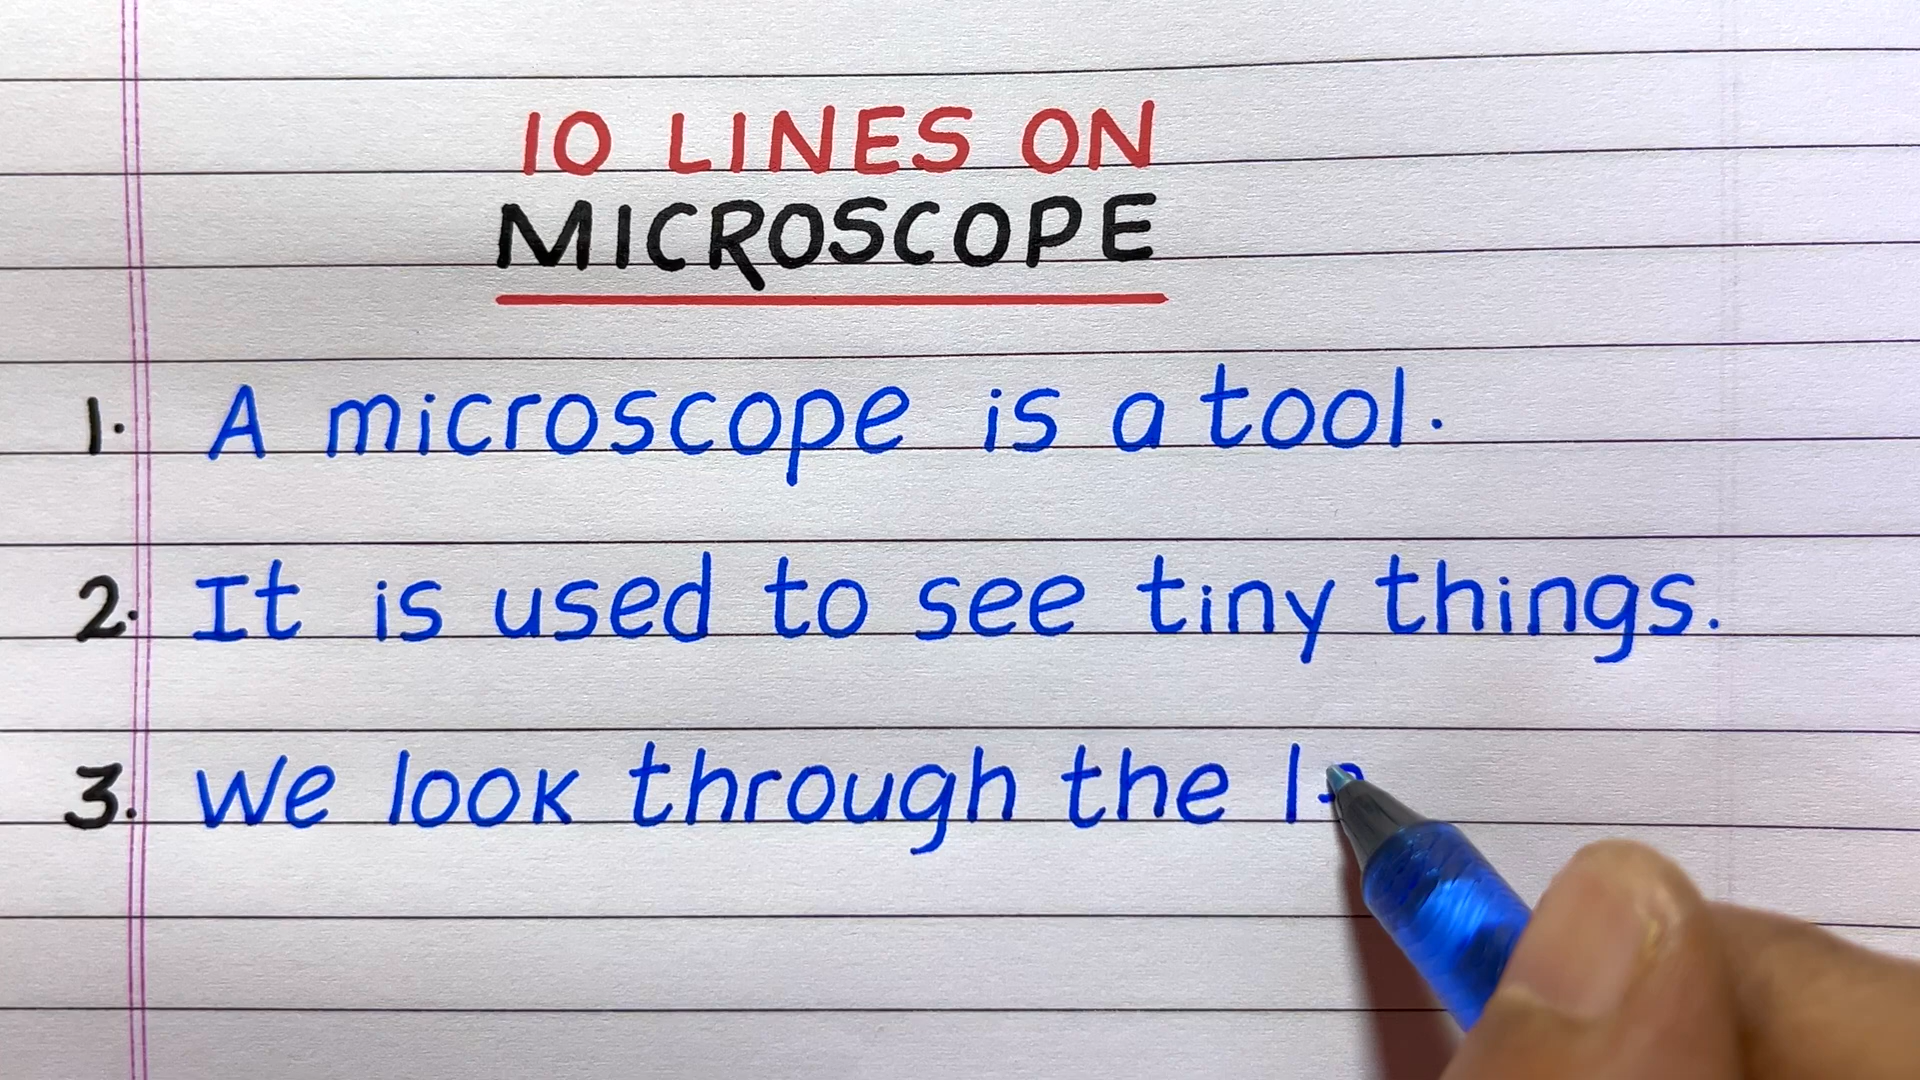 10 LINES ON
MICROSCOPE
1. A microscope is a tool.
2. It is used to see tiny things.
3. We look through the